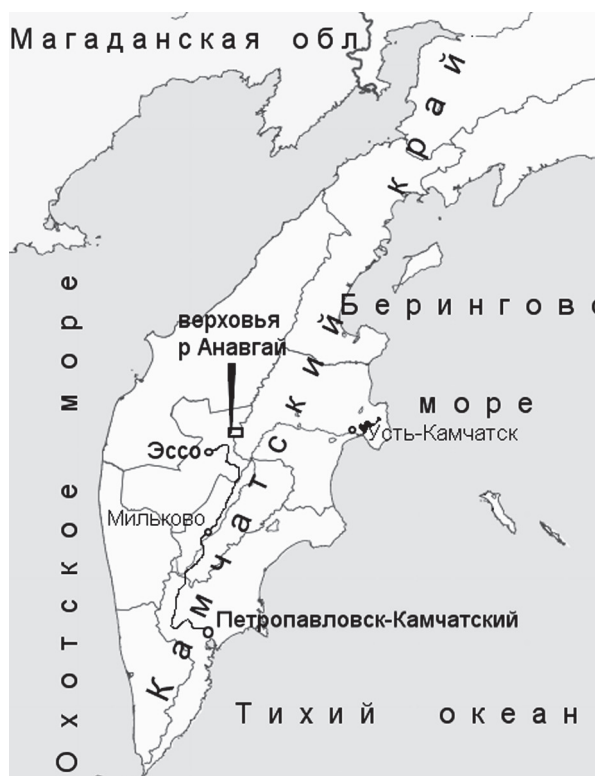 Магаданская обл
Камчатский край
Охотское море
Берингово
море
верховья
р Анавгай
Усть-Камчатск
Эссо
Мильково
Петропавловск-Камчатский
Тихий океан